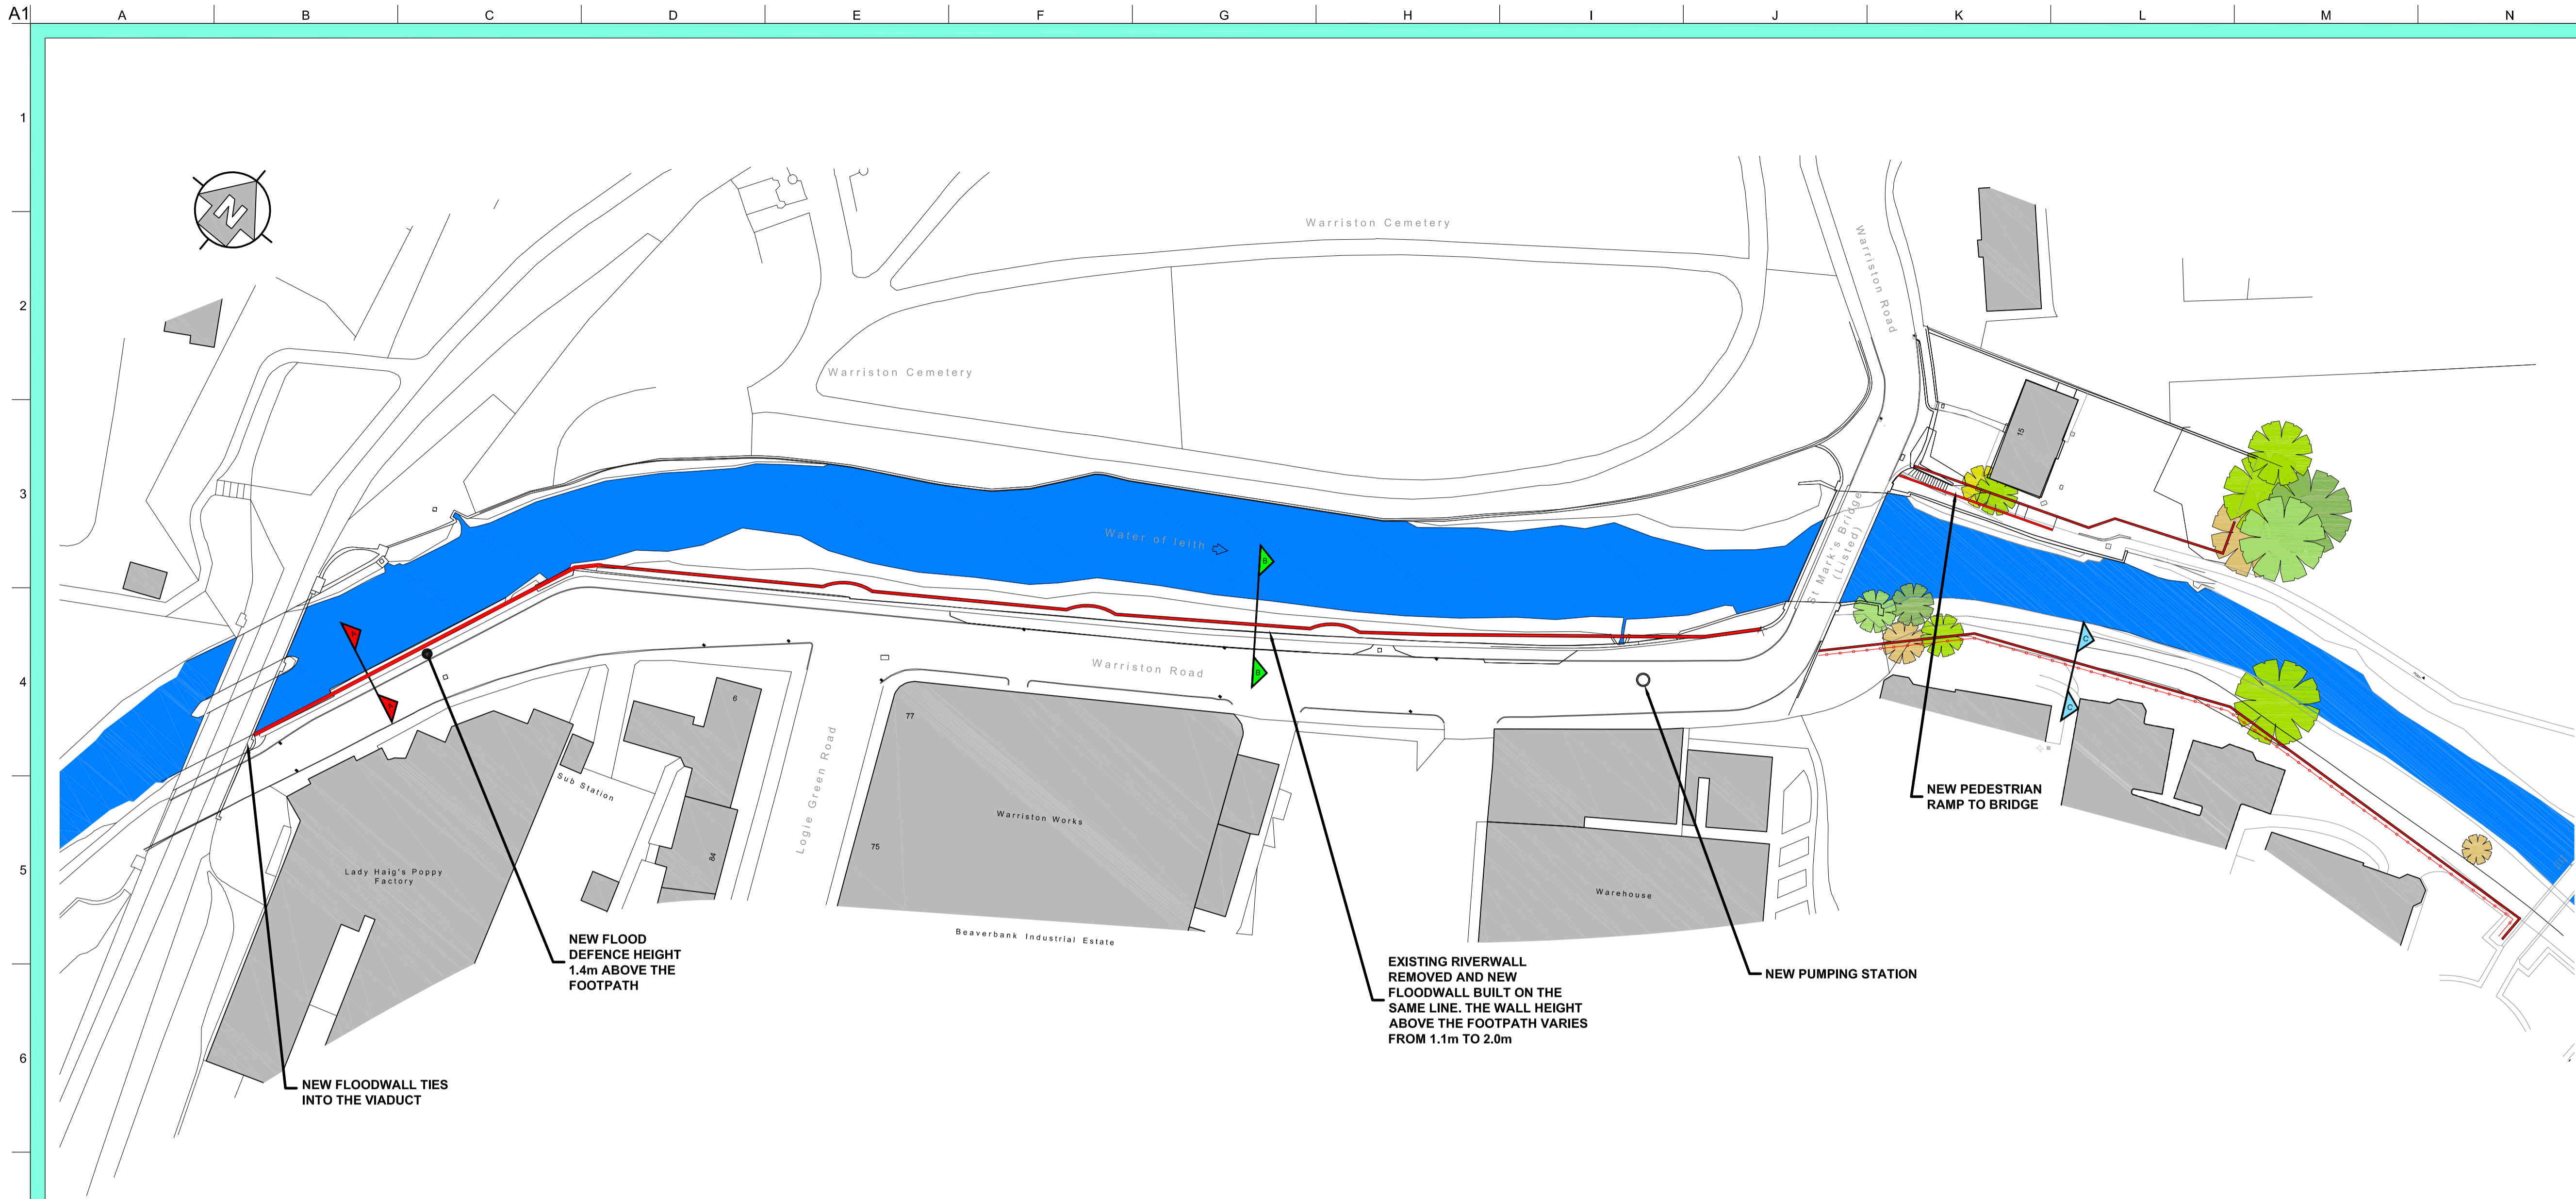 A1
A B C D E F G H I J K L M N
1
2
3
4
5
6
N
Warriston Cemetery
Warriston Road
Warriston Cemetery
15
Water of leith
St Mark's Bridge
(Listed)
A
A
B
B
C
C
Warriston Road
6
77
Sub Station
Logie Green Road
NEW PEDESTRIAN
RAMP TO BRIDGE
Warriston Works
75
84
Lady Haig's Poppy
Factory
Warehouse
Beaverbank Industrial Estate
NEW FLOOD
DEFENCE HEIGHT
1.4m ABOVE THE
FOOTPATH
EXISTING RIVERWALL
REMOVED AND NEW
FLOODWALL BUILT ON THE
SAME LINE. THE WALL HEIGHT
ABOVE THE FOOTPATH VARIES
FROM 1.1m TO 2.0m
NEW PUMPING STATION
NEW FLOODWALL TIES
INTO THE VIADUCT